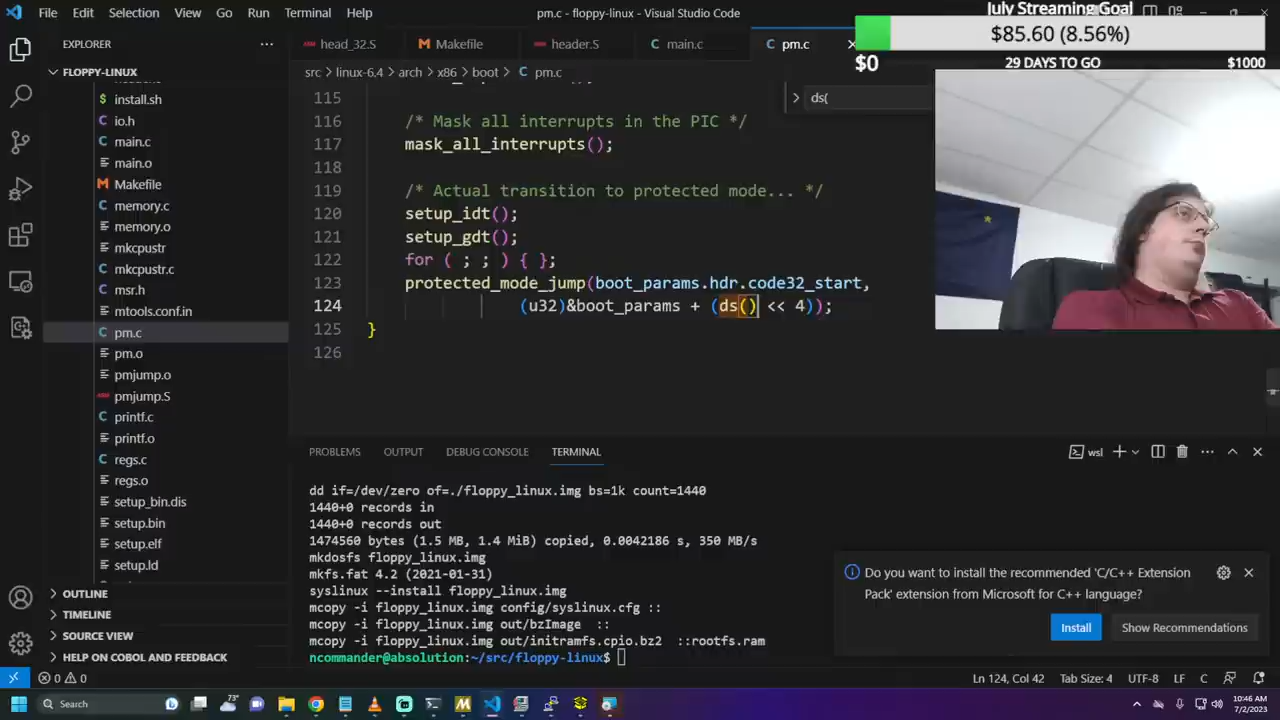 File Edit Selection View Go Run Terminal Help
pm.c - floppy-linux - Visual Studio Code
July Streaming Goal
$85.60 (8.56%)
$0 29 DAYS TO GO $1000
EXPLORER
FLOPPY-LINUX
install.sh
io.h
main.c
main.o
Makefile
memory.c
memory.o
mkcpustr
mkcpustr.c
msr.h
mtools.conf.in
pm.c
pm.o
pmjump.o
pmjump.S
printf.c
printf.o
regs.c
regs.o
setup_bin.dis
setup.bin
setup.elf
setup.ld
OUTLINE
TIMELINE
SOURCE VIEW
HELP ON COBOL AND FEEDBACK
head_32.S Makefile header.S main.c pm.c
src > linux-6.4 > arch > x86 > boot > pm.c
ds(
115
116 /* Mask all interrupts in the PIC */
117 mask_all_interrupts();
118
119 /* Actual transition to protected mode... */
120 setup_idt();
121 setup_gdt();
122 for ( ; ; ) { };
123 protected_mode_jump(boot_params.hdr.code32_start,
124 (u32)&boot_params + (ds() << 4));
125 }
126
PROBLEMS OUTPUT DEBUG CONSOLE TERMINAL
wsl
dd if=/dev/zero of=./floppy_linux.img bs=1k count=1440
1440+0 records in
1440+0 records out
1474560 bytes (1.5 MB, 1.4 MiB) copied, 0.0042186 s, 350 MB/s
mkdosfs floppy_linux.img
mkfs.fat 4.2 (2021-01-31)
syslinux --install floppy_linux.img
mcopy -i floppy_linux.img config/syslinux.cfg ::
mcopy -i floppy_linux.img out/bzImage ::
mcopy -i floppy_linux.img out/initramfs.cpio.bz2 ::rootfs.ram
ncommander@absolution:~/src/floppy-linux$
Do you want to install the recommended 'C/C++ Extension
Pack' extension from Microsoft for C++ language?
Install Show Recommendations
0 0 Ln 124, Col 42 Tab Size: 4 UTF-8 LF C
Search
73°
10:46 AM
7/2/2023